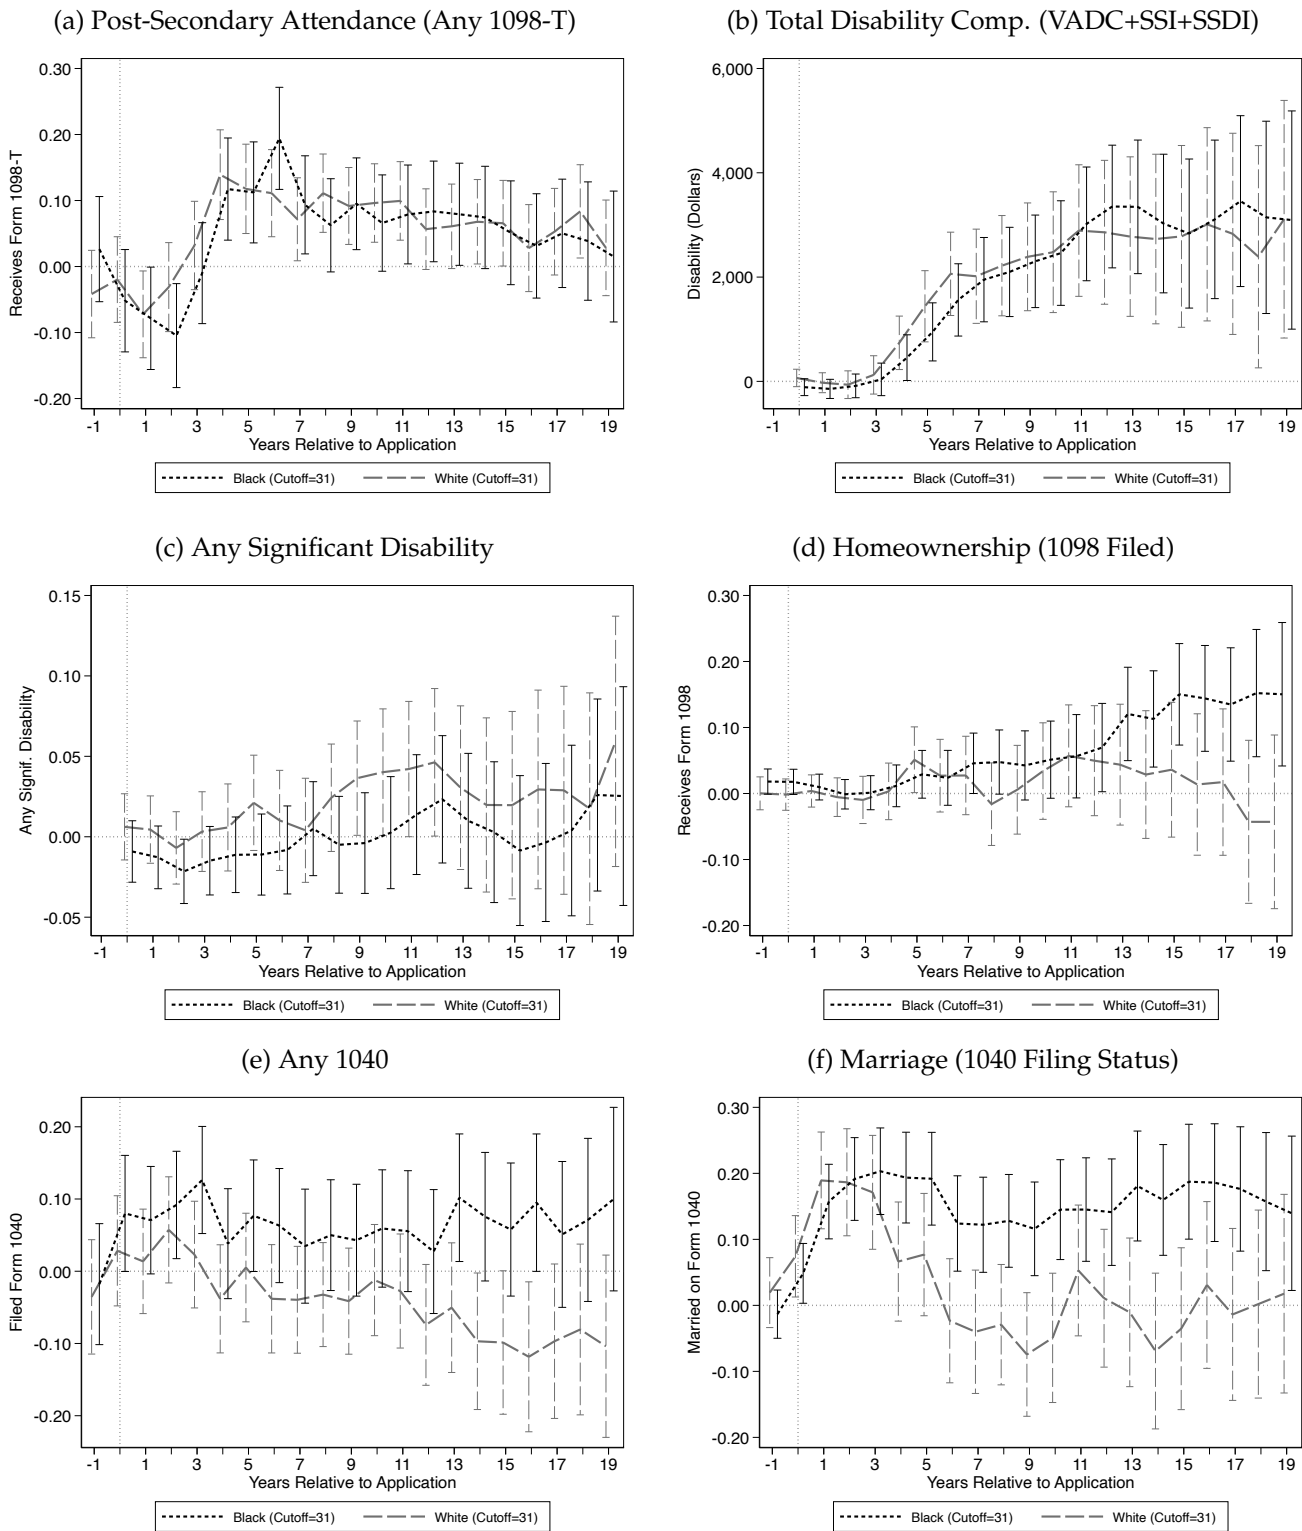 (a) Post-Secondary Attendance (Any 1098-T)
0.30
0.20
0.10
0.00
-0.10
-0.20
Receives Form 1098-T
-1 1 3 5 7 9 11 13 15 17 19
Years Relative to Application
Black (Cutoff=31) White (Cutoff=31)
(b) Total Disability Comp. (VADC+SSI+SSDI)
6,000
4,000
2,000
0
Disability (Dollars)
-1 1 3 5 7 9 11 13 15 17 19
Years Relative to Application
Black (Cutoff=31) White (Cutoff=31)
(c) Any Significant Disability
0.15
0.10
0.05
0.00
-0.05
Any Signif. Disability
-1 1 3 5 7 9 11 13 15 17 19
Years Relative to Application
Black (Cutoff=31) White (Cutoff=31)
(d) Homeownership (1098 Filed)
0.30
0.20
0.10
0.00
-0.10
-0.20
Receives Form 1098
-1 1 3 5 7 9 11 13 15 17 19
Years Relative to Application
Black (Cutoff=31) White (Cutoff=31)
(e) Any 1040
0.20
0.10
0.00
-0.10
-0.20
Filed Form 1040
-1 1 3 5 7 9 11 13 15 17 19
Years Relative to Application
Black (Cutoff=31) White (Cutoff=31)
(f) Marriage (1040 Filing Status)
0.30
0.20
0.10
0.00
-0.10
-0.20
Married on Form 1040
-1 1 3 5 7 9 11 13 15 17 19
Years Relative to Application
Black (Cutoff=31) White (Cutoff=31)